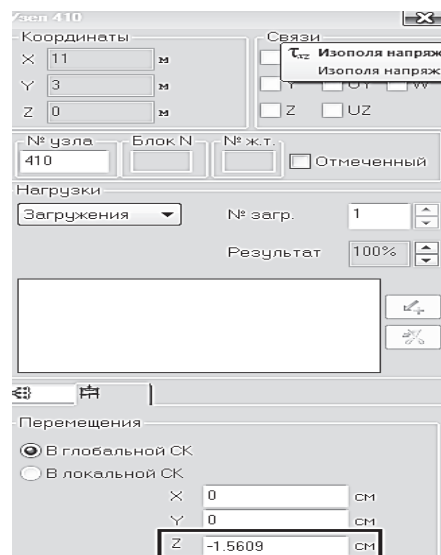 Узел 410
Координаты
X 11 м
Y 3 м
Z 0 м
Связи
τxz Изополя напряж
Изополя напряж
Z UZ
№ узла Блок N № ж.т.
410
Отмеченный
Нагрузки
Загружения № загр. 1
Результат 100%
Перемещения
В глобальной СК
В локальной СК
X 0 см
Y 0 см
Z -1.5609 см